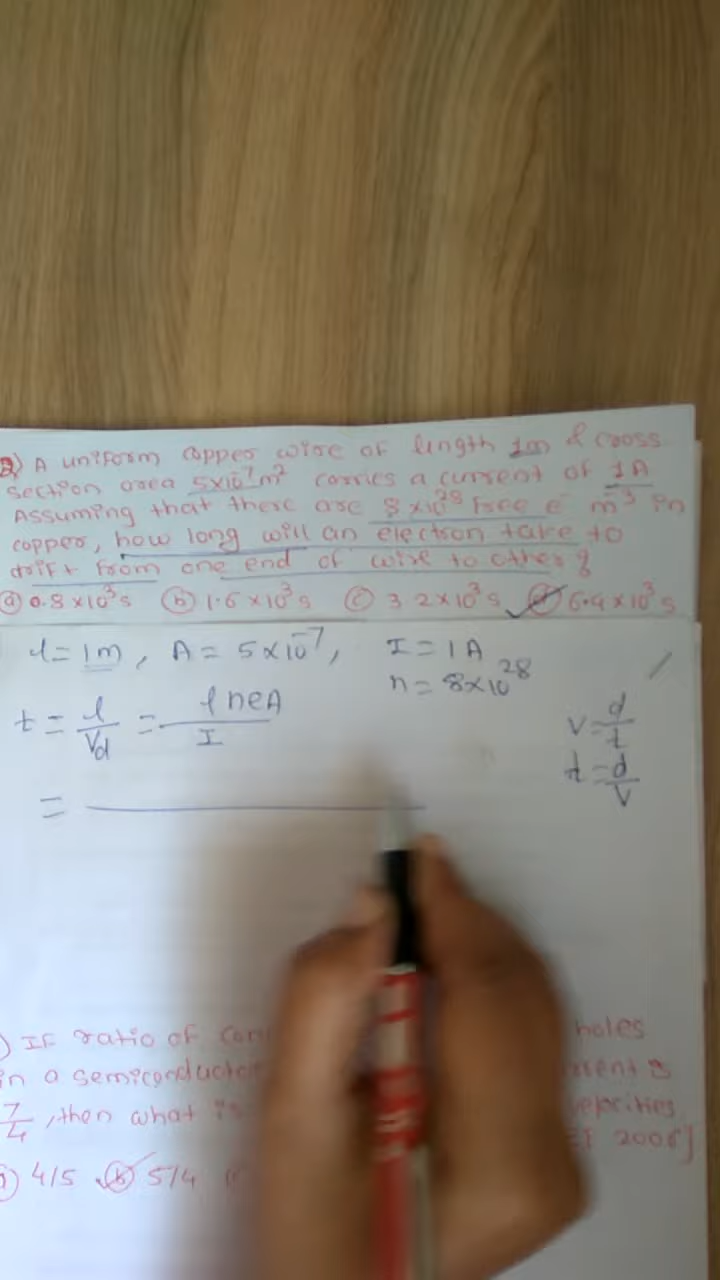 2) A uniform copper wire of length 1m & cross
section area 5×10⁻⁷m² carries a current of 1A
Assuming that there are 8×10²⁸ free e⁻ m⁻³ in
copper, how long will an electron take to
drift from one end of wire to other?
(a) 0.8×10³s (b) 1.6×10³s (c) 3.2×10³s (d) 6.4×10³s
l = 1m, A = 5×10⁻⁷, I = 1A
n = 8×10²⁸
t = l/Vd = lneA/I
v = d/t
t = d/v
=
) If ratio of holes
in a semiconductor
7/4, then what is velocities
2006]
4/5 (b) 5/4